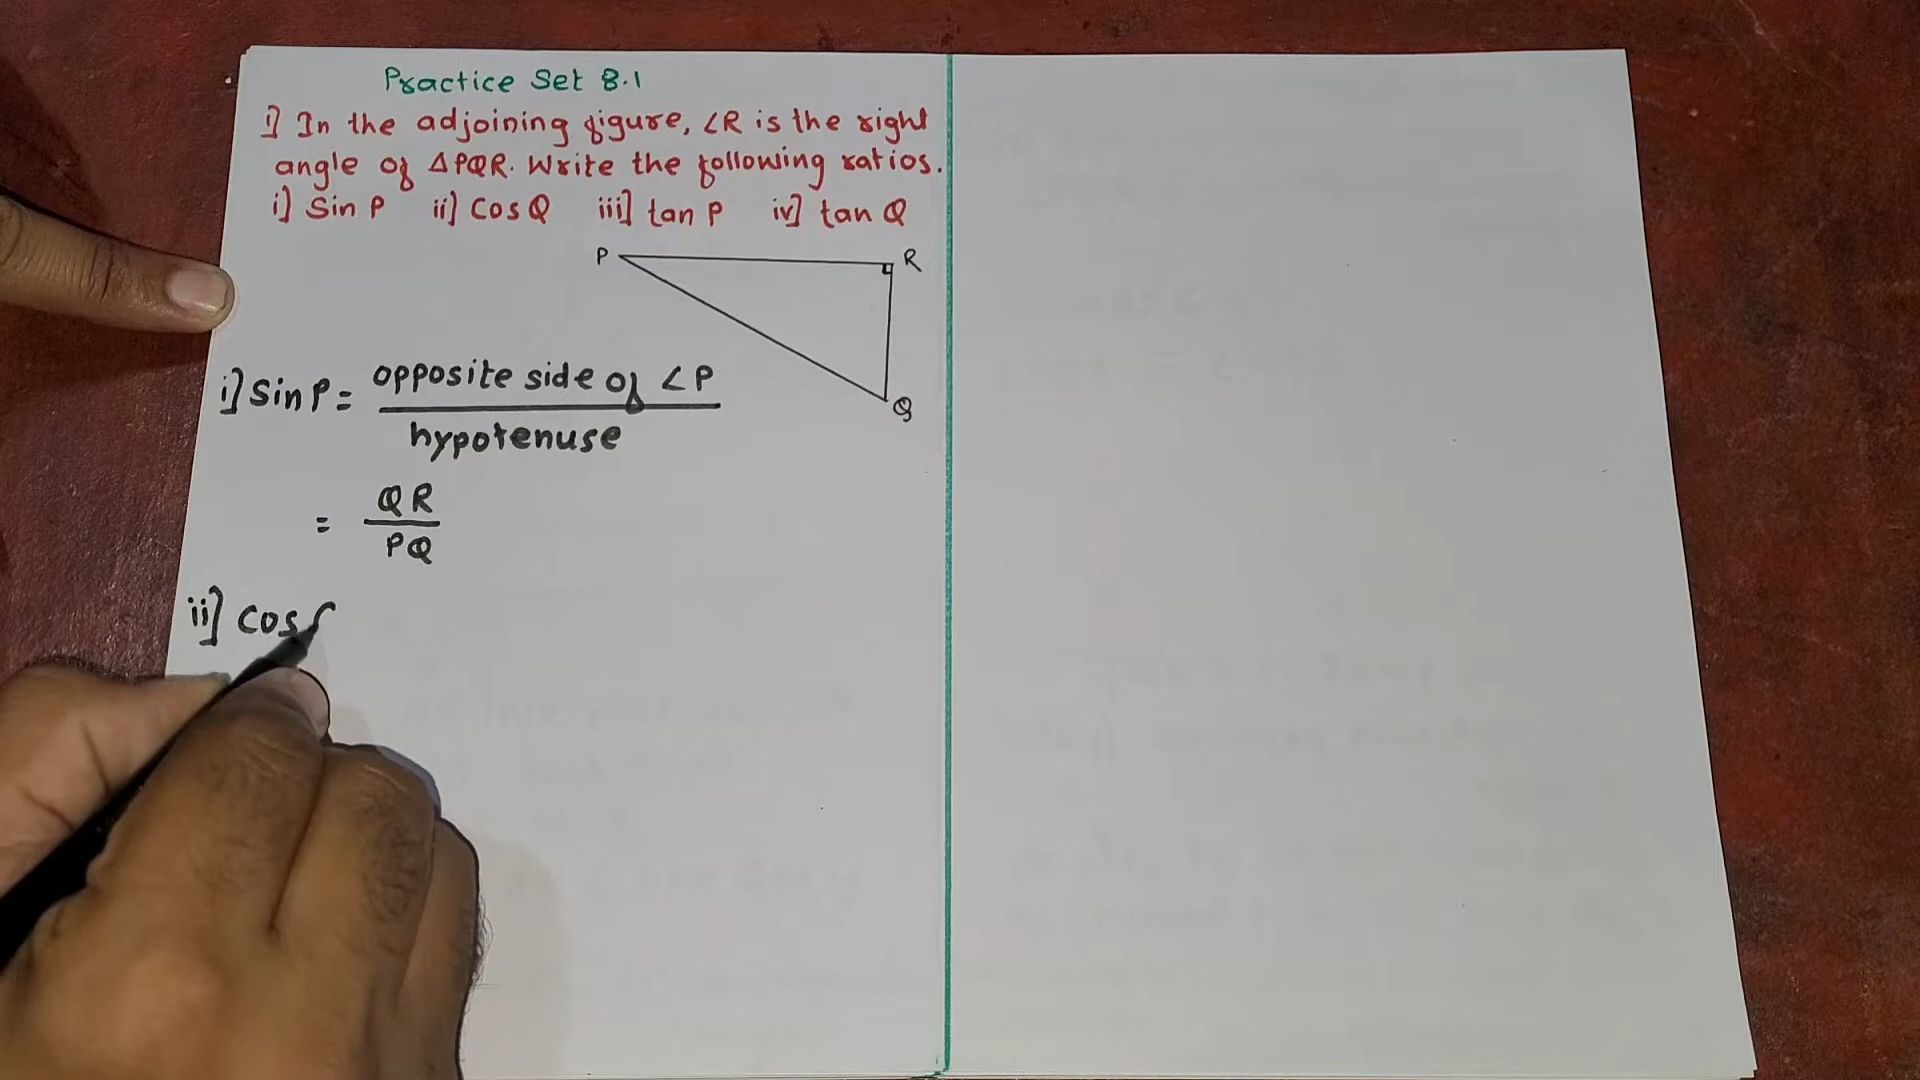 Practice Set 8.1
1] In the adjoining figure, ∠R is the right
angle of △PQR. Write the following ratios.
i] Sin P ii] Cos Q iii] tan P iv] tan Q
P R
Q
i] Sin P = opposite side of ∠P
hypotenuse
= QR
PQ
ii] cos